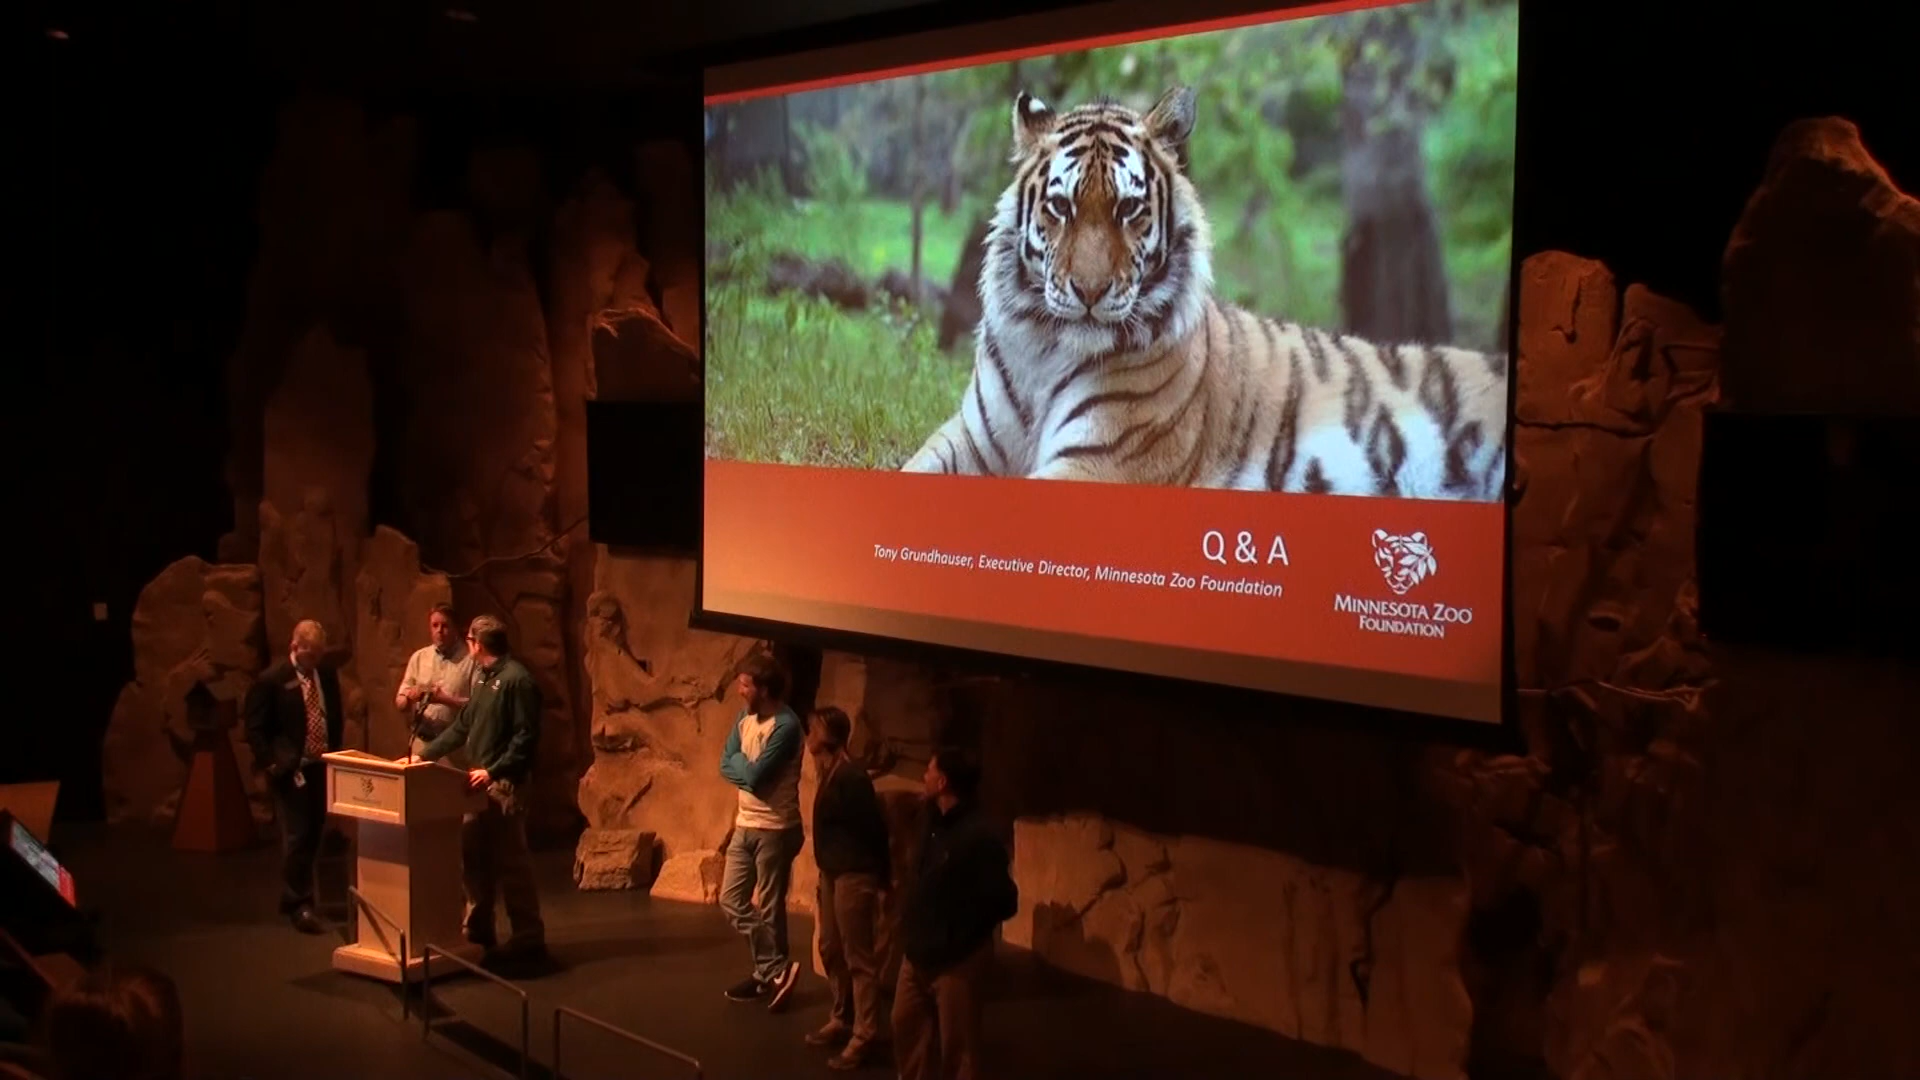 Q & A
Tony Grundhauser, Executive Director, Minnesota Zoo Foundation
MINNESOTA ZOO
FOUNDATION